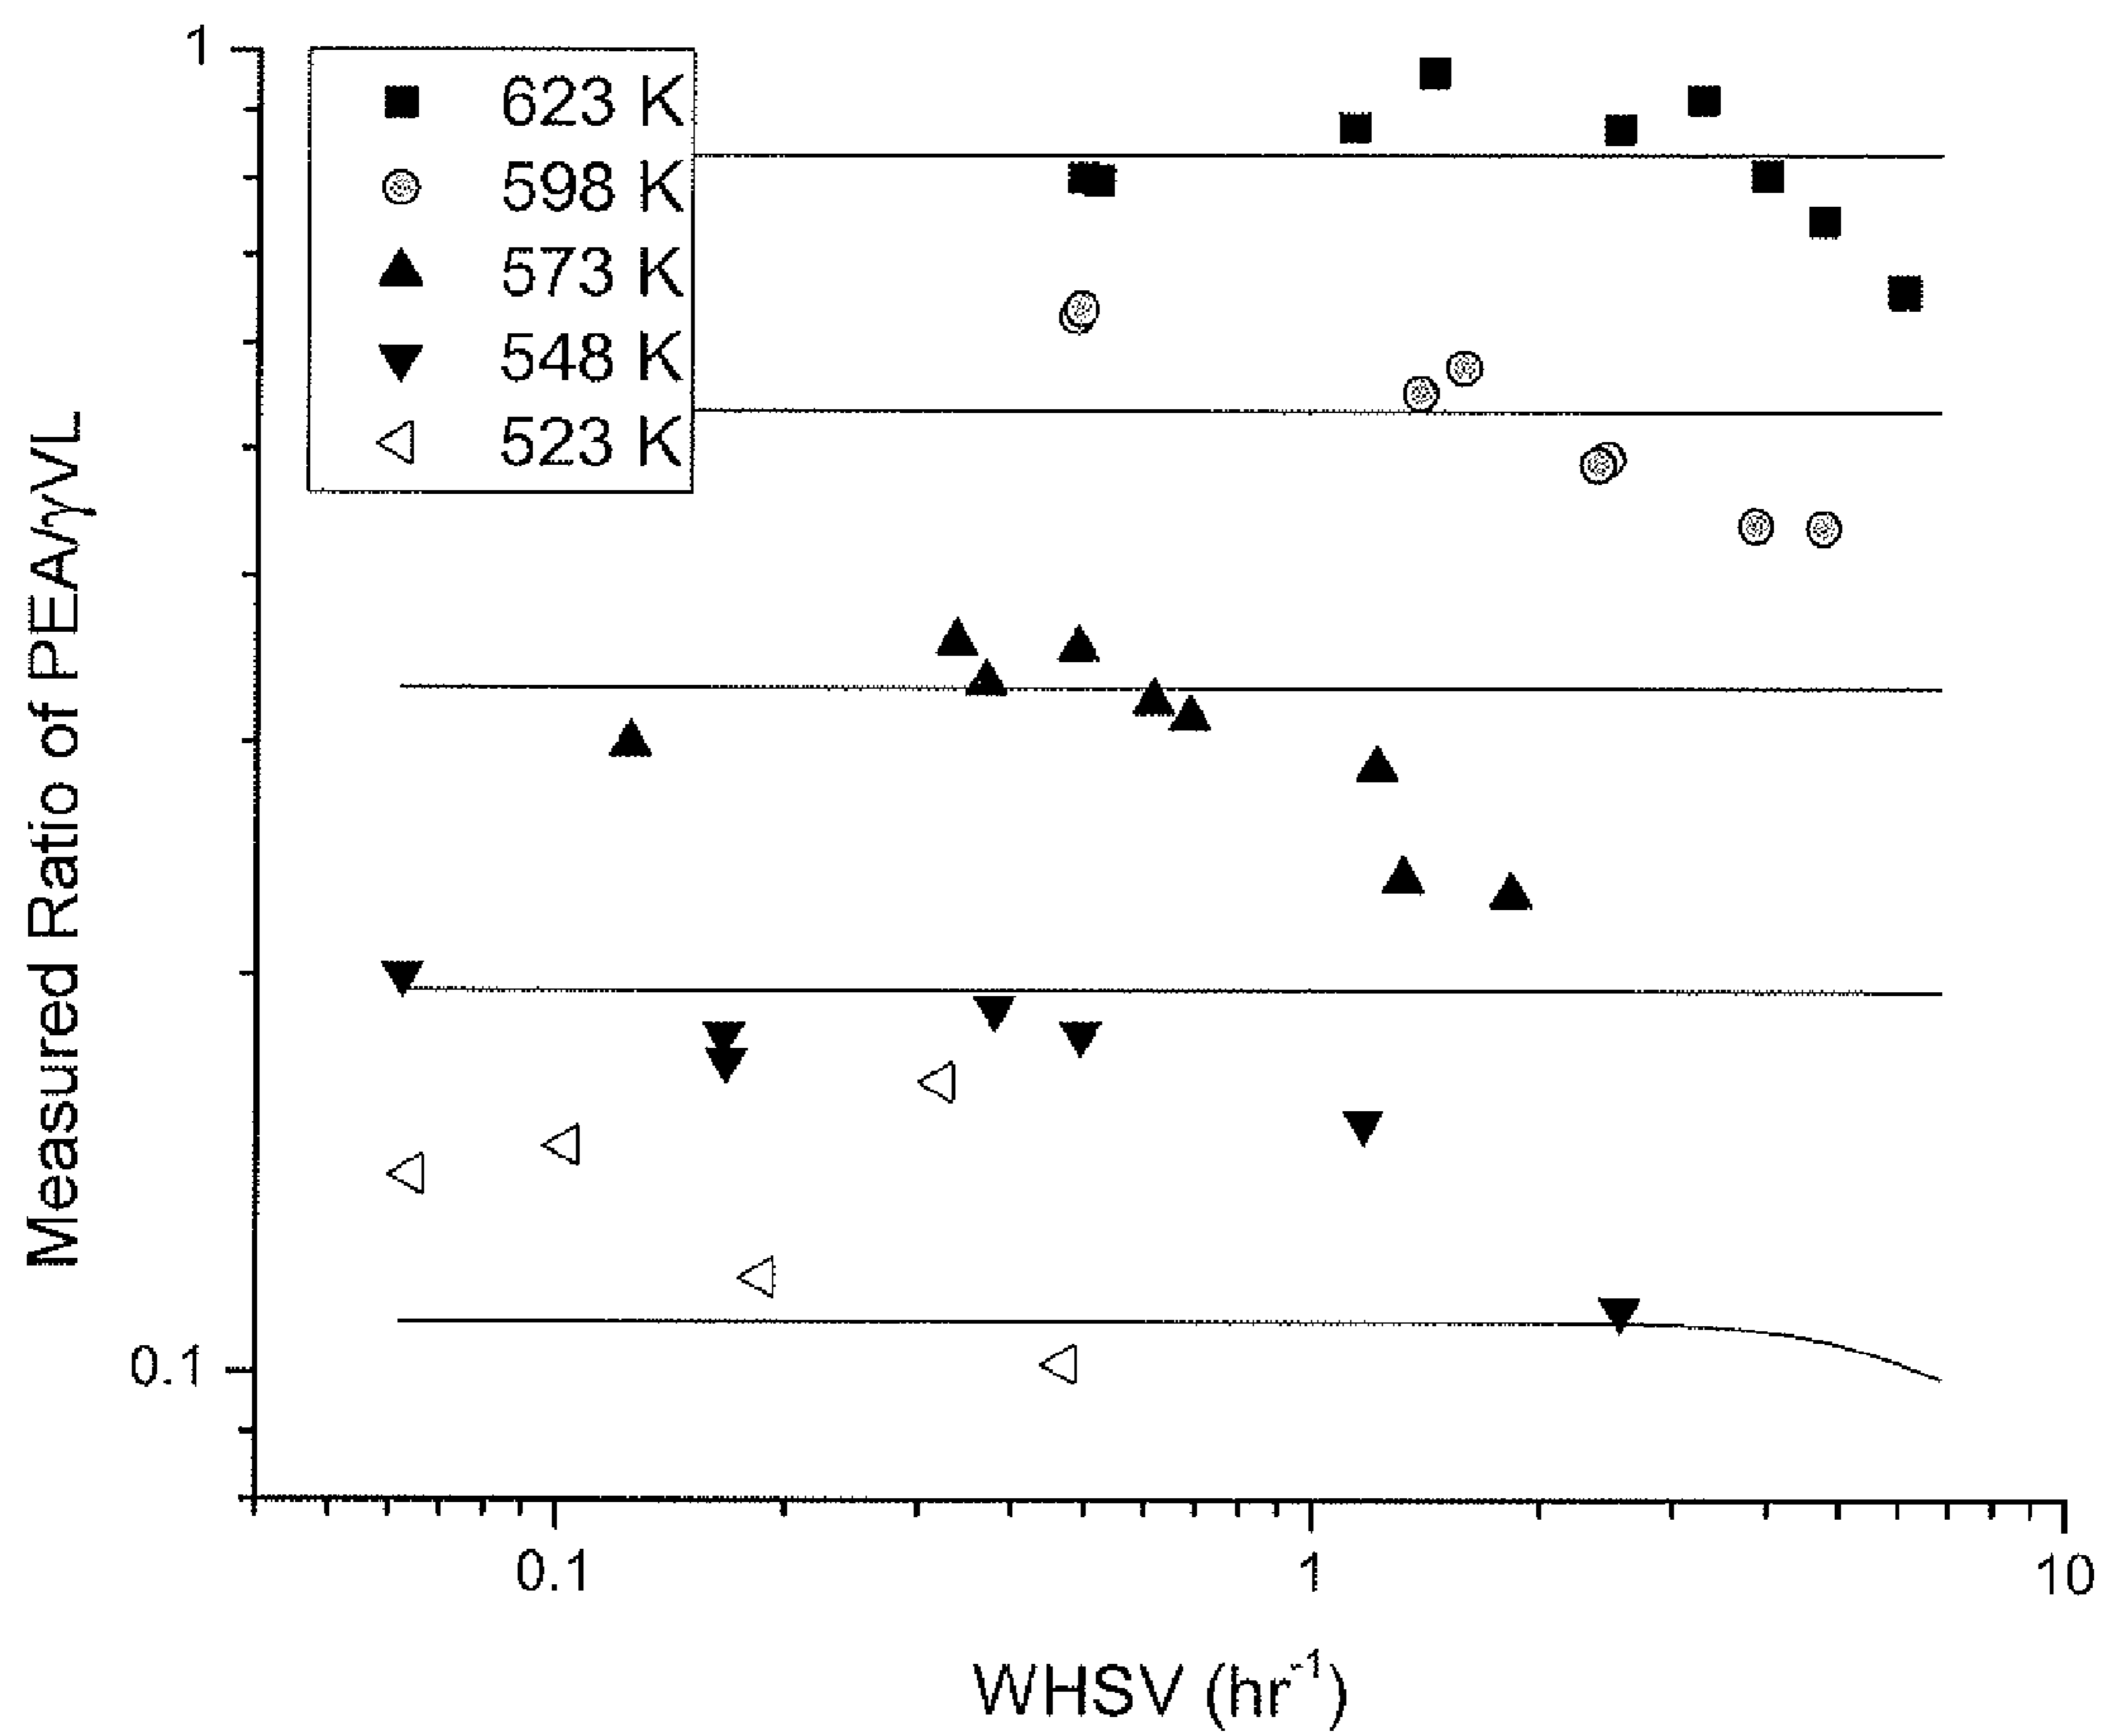 1
623 K
598 K
573 K
548 K
523 K
Measured Ratio of PEA/γVL
0.1
0.1
1
10
WHSV (hr⁻¹)